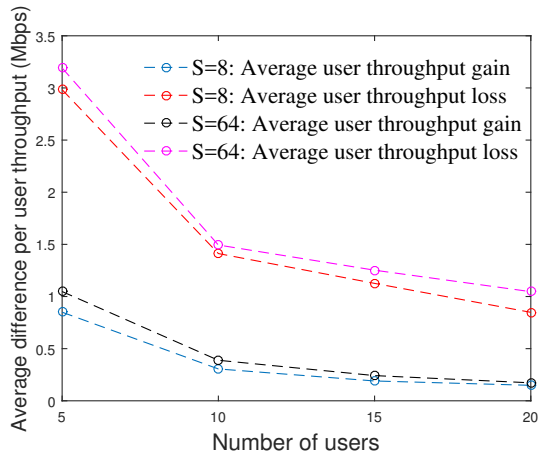 Average difference per user throughput (Mbps)
3.5
3
2.5
2
1.5
1
0.5
0
S=8: Average user throughput gain
S=8: Average user throughput loss
S=64: Average user throughput gain
S=64: Average user throughput loss
5
10
15
20
Number of users